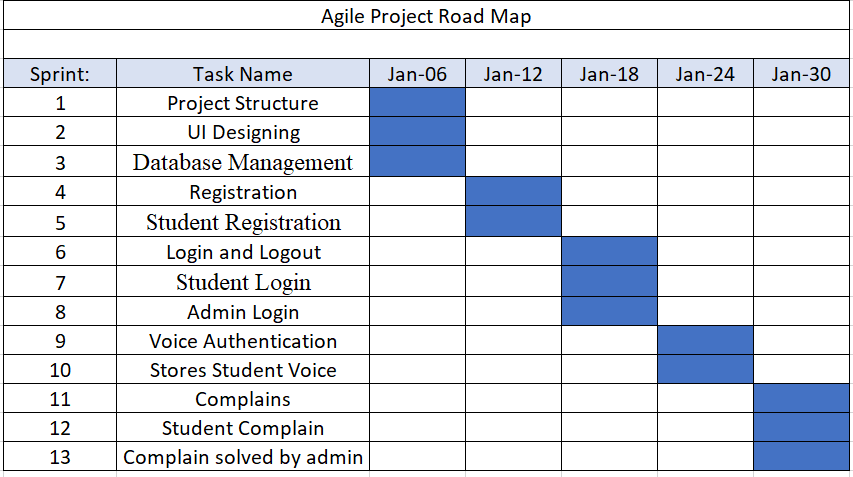 Agile Project Road Map
Sprint: Task Name Jan-06 Jan-12 Jan-18 Jan-24 Jan-30
1 Project Structure
2 UI Designing
3 Database Management
4 Registration
5 Student Registration
6 Login and Logout
7 Student Login
8 Admin Login
9 Voice Authentication
10 Stores Student Voice
11 Complains
12 Student Complain
13 Complain solved by admin